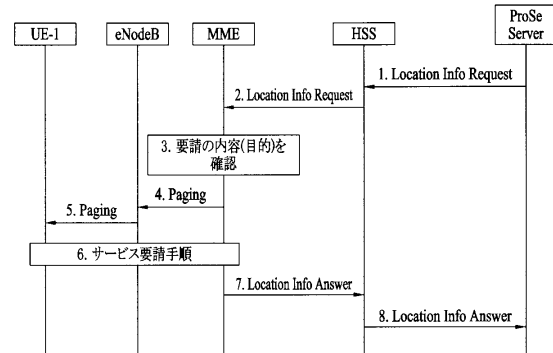 UE-1
eNodeB
MME
HSS
ProSe
Server
1. Location Info Request
2. Location Info Request
3. 要請の内容(目的)を
確認
4. Paging
5. Paging
6. サービス要請手順
7. Location Info Answer
8. Location Info Answer